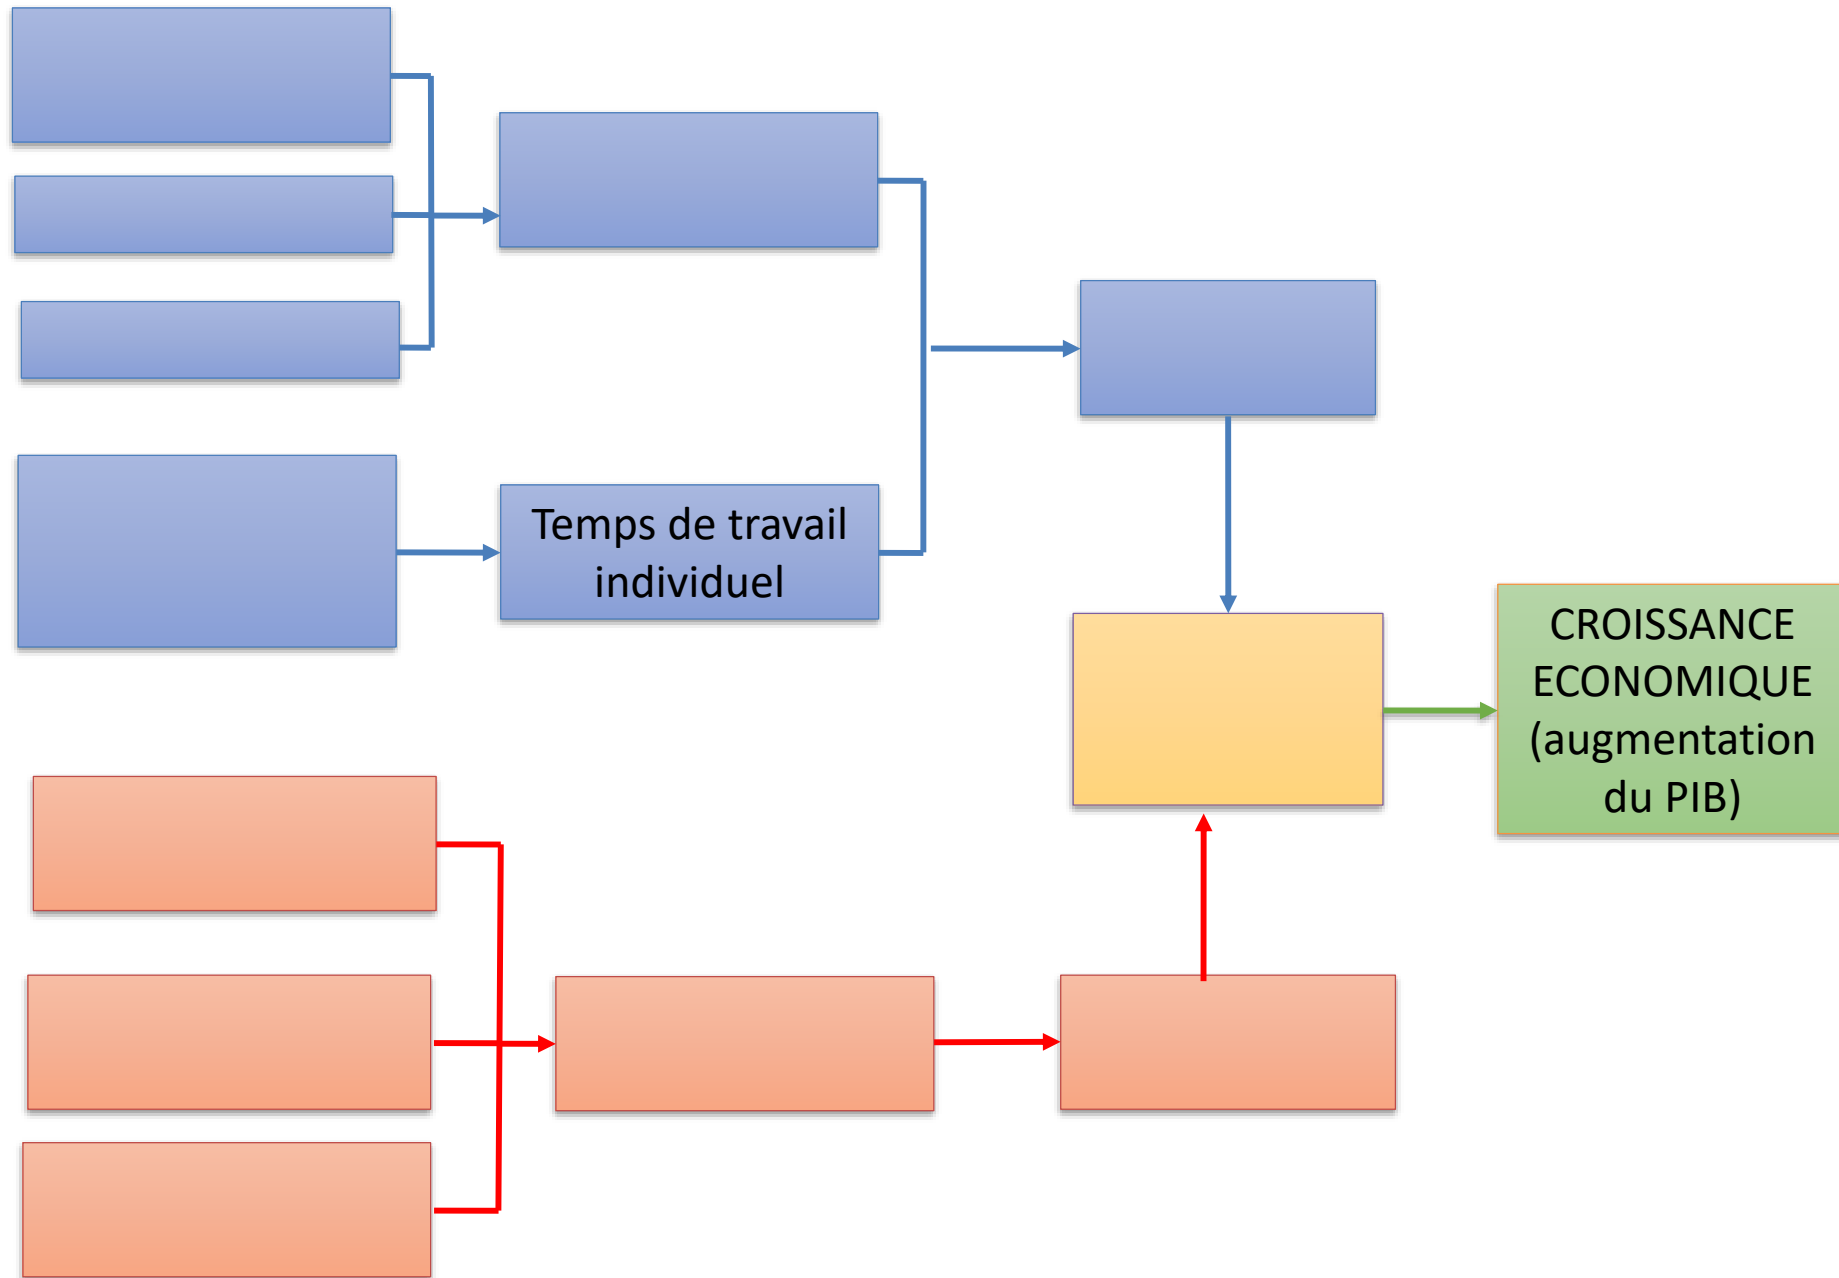 Temps de travail
individuel
CROISSANCE
ECONOMIQUE
(augmentation
du PIB)